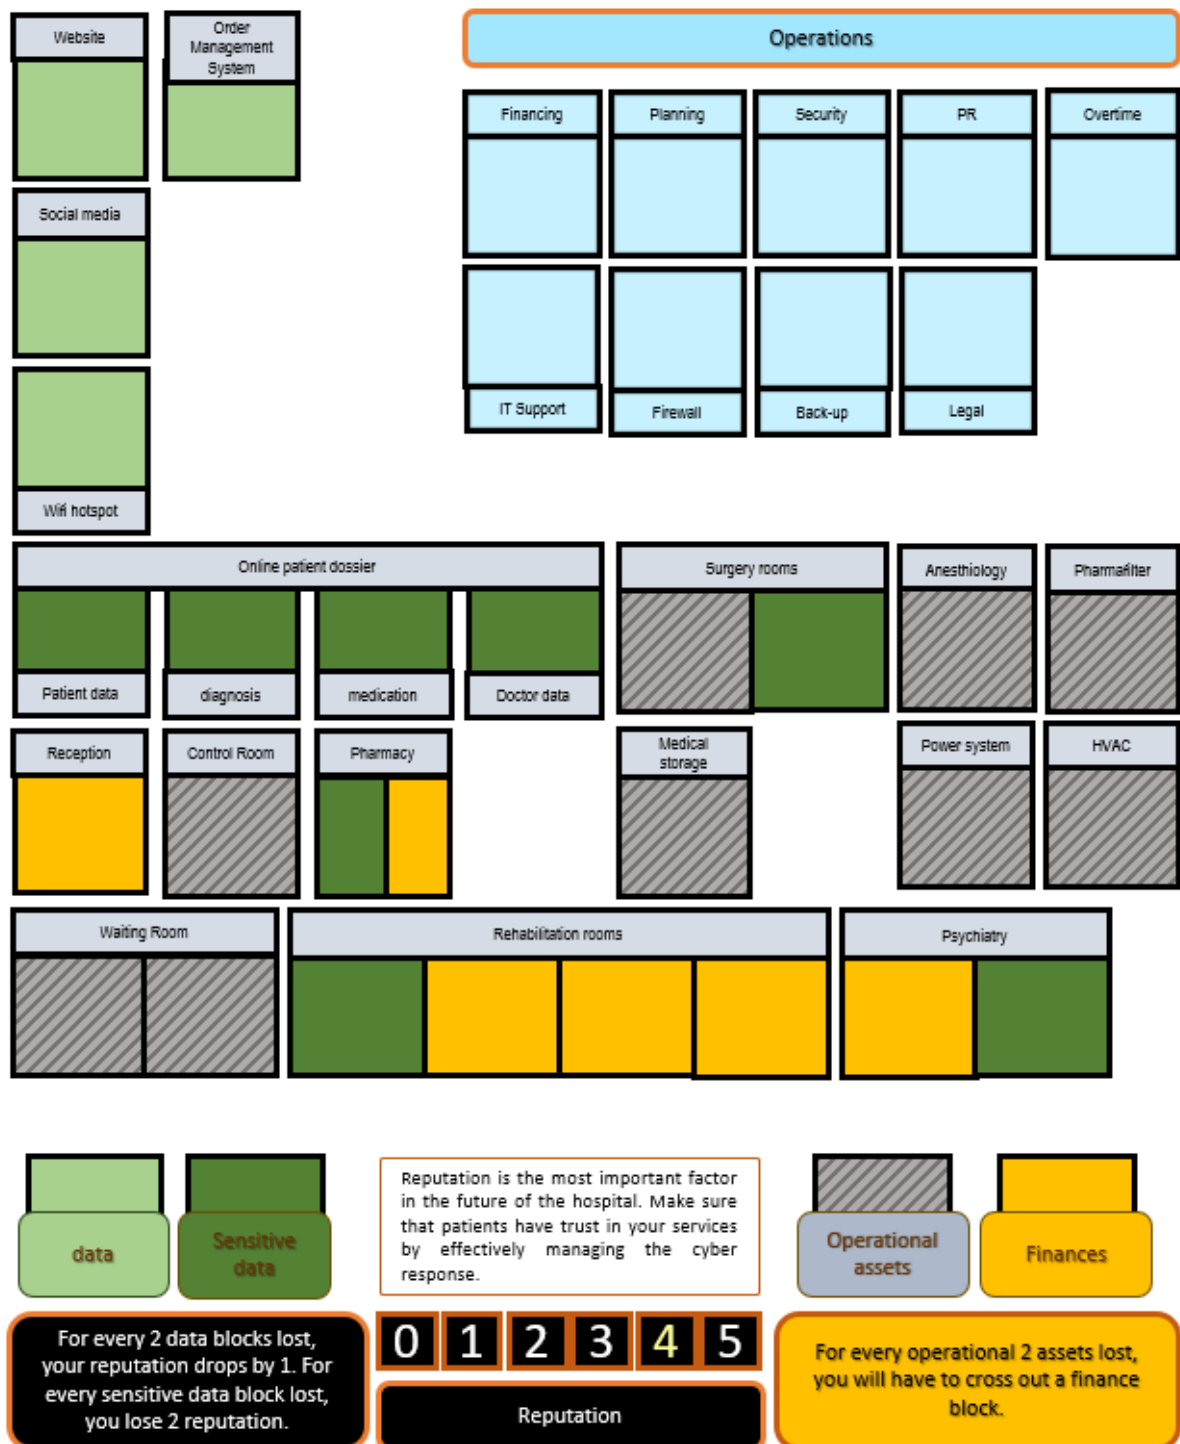 Website
Order
Management
System
Operations
Financing
Planning
Security
PR
Overtime
Social media
IT Support
Firewall
Back-up
Legal
Wifi hotspot
Online patient dossier
Surgery rooms
Anesthiology
Pharmafilter
Patient data
diagnosis
medication
Doctor data
Reception
Control Room
Pharmacy
Medical
storage
Power system
HVAC
Waiting Room
Rehabilitation rooms
Psychiatry
data
Sensitive
data
Reputation is the most important factor
in the future of the hospital. Make sure
that patients have trust in your services
by effectively managing the cyber
response.
Operational
assets
Finances
For every 2 data blocks lost,
your reputation drops by 1. For
every sensitive data block lost,
you lose 2 reputation.
0 1 2 3 4 5
Reputation
For every operational 2 assets lost,
you will have to cross out a finance
block.